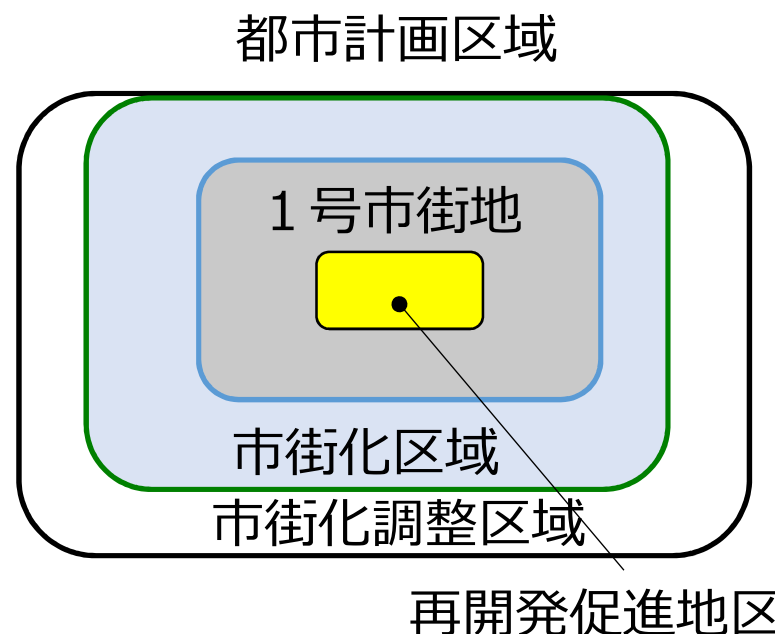 都市計画区域
１号市街地
市街化区域
市街化調整区域
再開発促進地区